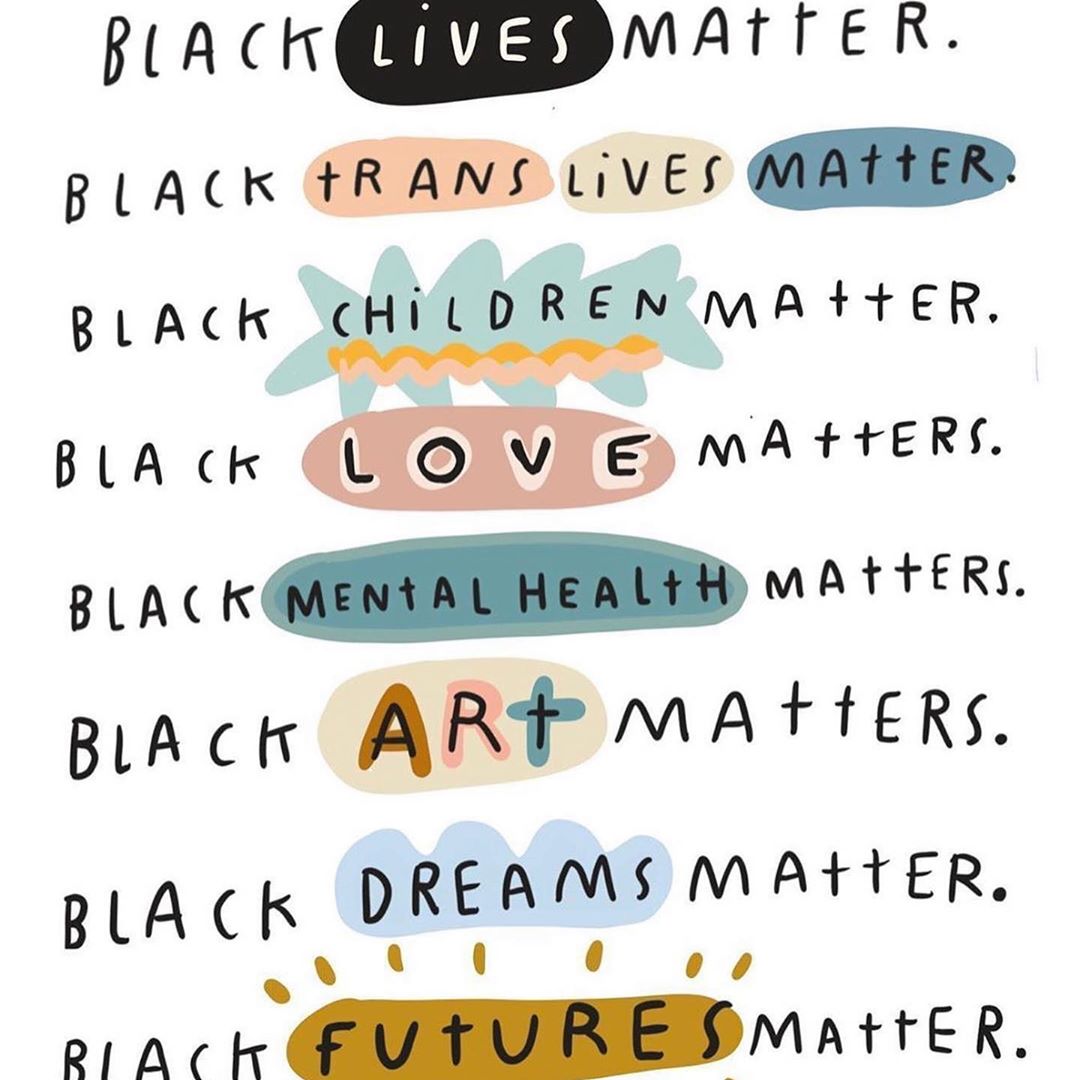 BLACK LiVES MAttER.
BLACK tRANS LiVES MAttER.
BLACK CHiLDREN MAttER.
BLACK LOVE MAttERS.
BLACK MENtAL HEALtH MAttERS.
BLACK ARt MAttERS.
BLACK DREAMS MAttER.
BLACK FUtURES MAttER.